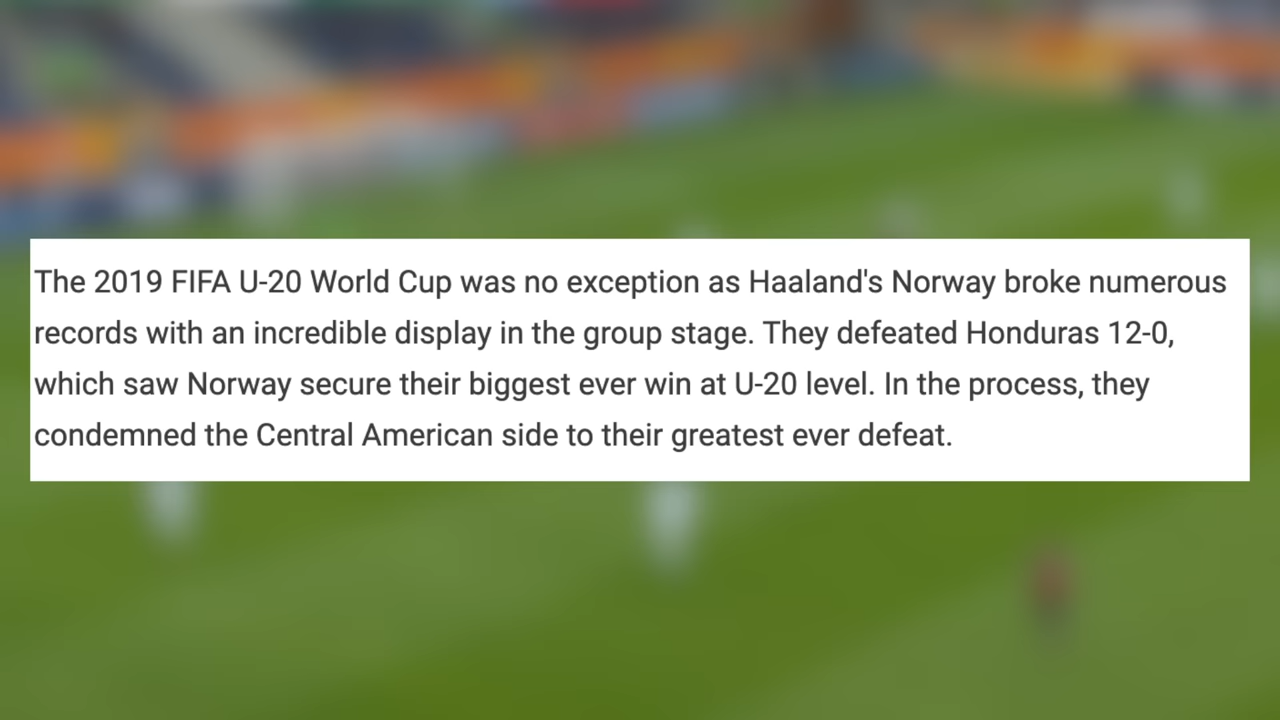 The 2019 FIFA U-20 World Cup was no exception as Haaland's Norway broke numerous
records with an incredible display in the group stage. They defeated Honduras 12-0,
which saw Norway secure their biggest ever win at U-20 level. In the process, they
condemned the Central American side to their greatest ever defeat.